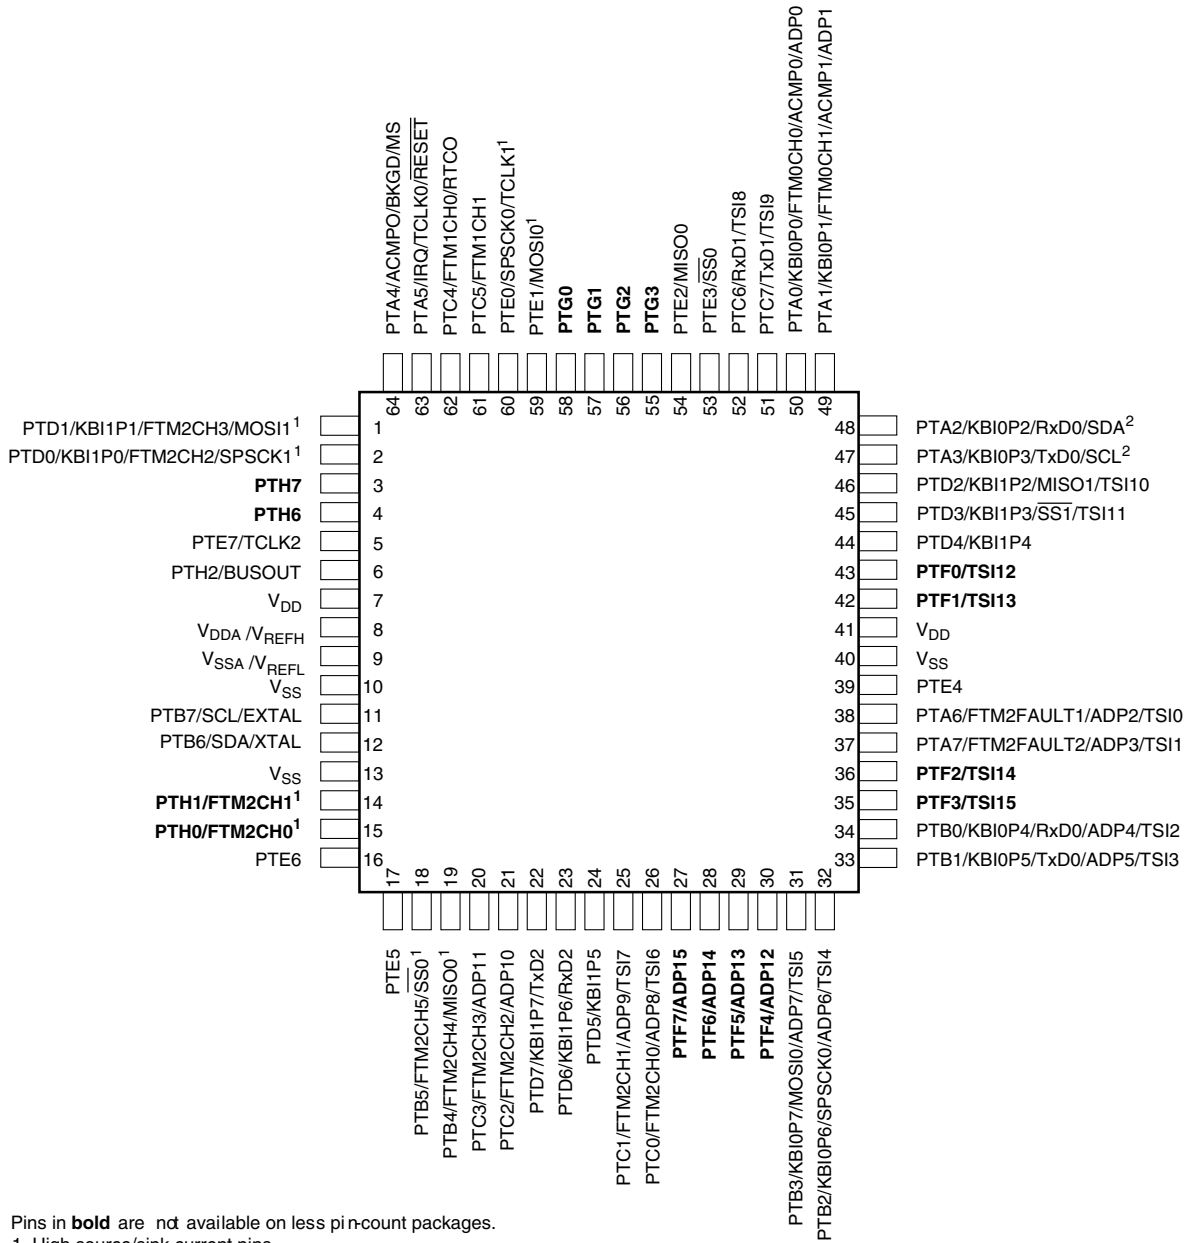 PTA4/ACMPO/BKGD/MS
PTA5/IRQ/TCLK0/RESET
PTC4/FTM1CH0/RTCO
PTC5/FTM1CH1
PTE0/SPSCK0/TCLK1¹
PTE1/MOSI0¹
PTG0
PTG1
PTG2
PTG3
PTE2/MISO0
PTE3/SS0
PTC6/RxD1/TSI8
PTC7/TxD1/TSI9
PTA0/KBI0P0/FTM0CH0/ACMP0/ADP0
PTA1/KBI0P1/FTM0CH1/ACMP1/ADP1
64 63 62 61 60 59 58 57 56 55 54 53 52 51 50 49
PTD1/KBI1P1/FTM2CH3/MOSI1¹ 1
PTD0/KBI1P0/FTM2CH2/SPSCK1¹ 2
PTH7 3
PTH6 4
PTE7/TCLK2 5
PTH2/BUSOUT 6
VDD 7
VDDA /VREFH 8
VSSA /VREFL 9
VSS 10
PTB7/SCL/EXTAL 11
PTB6/SDA/XTAL 12
VSS 13
PTH1/FTM2CH1¹ 14
PTH0/FTM2CH0¹ 15
PTE6 16
48 PTA2/KBI0P2/RxD0/SDA²
47 PTA3/KBI0P3/TxD0/SCL²
46 PTD2/KBI1P2/MISO1/TSI10
45 PTD3/KBI1P3/SS1/TSI11
44 PTD4/KBI1P4
43 PTF0/TSI12
42 PTF1/TSI13
41 VDD
40 VSS
39 PTE4
38 PTA6/FTM2FAULT1/ADP2/TSI0
37 PTA7/FTM2FAULT2/ADP3/TSI1
36 PTF2/TSI14
35 PTF3/TSI15
34 PTB0/KBI0P4/RxD0/ADP4/TSI2
33 PTB1/KBI0P5/TxD0/ADP5/TSI3
17 18 19 20 21 22 23 24 25 26 27 28 29 30 31 32
PTE5
PTB5/FTM2CH5/SS0¹
PTB4/FTM2CH4/MISO0¹
PTC3/FTM2CH3/ADP11
PTC2/FTM2CH2/ADP10
PTD7/KBI1P7/TxD2
PTD6/KBI1P6/RxD2
PTD5/KBI1P5
PTC1/FTM2CH1/ADP9/TSI7
PTC0/FTM2CH0/ADP8/TSI6
PTF7/ADP15
PTF6/ADP14
PTF5/ADP13
PTF4/ADP12
PTB3/KBI0P7/MOSI0/ADP7/TSI5
PTB2/KBI0P6/SPSCK0/ADP6/TSI4
Pins in bold are not available on less pin-count packages.
1. High source/sink current pins